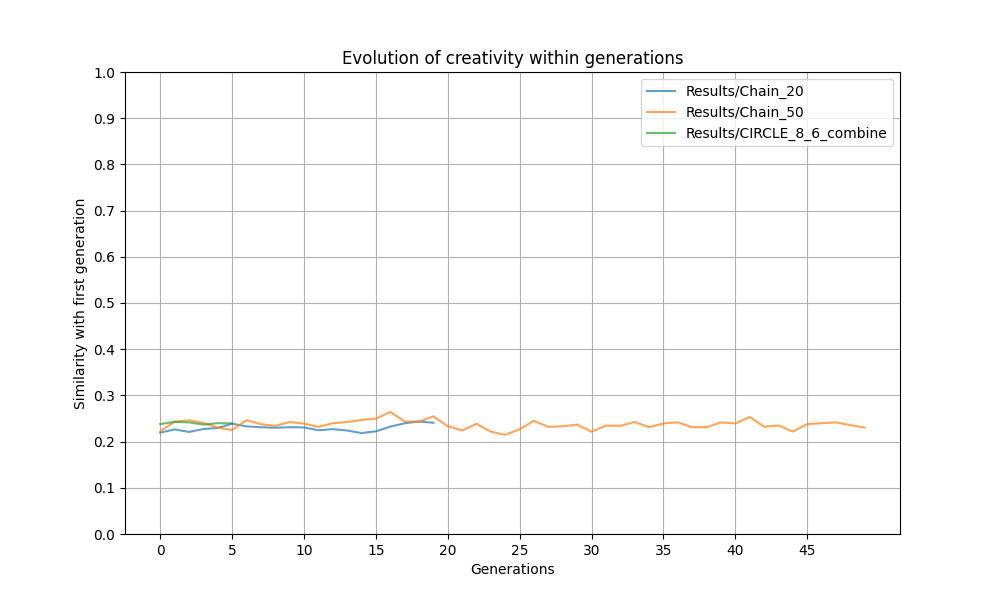 Evolution of creativity within generations
Results/Chain_20
Results/Chain_50
Results/CIRCLE_8_6_combine
Similarity with first generation
1.0
0.9
0.8
0.7
0.6
0.5
0.4
0.3
0.2
0.1
0.0
0 5 10 15 20 25 30 35 40 45
Generations